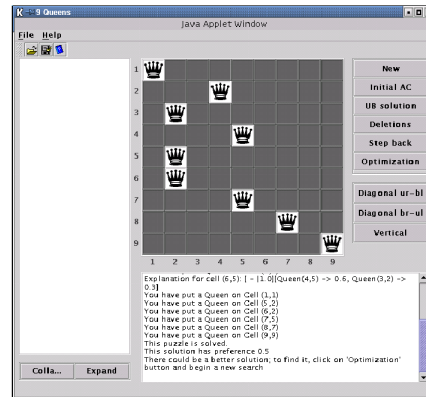 9 Queens
Java Applet Window
File Help
1
2
3
4
5
6
7
8
9
1 2 3 4 5 6 7 8 9
New
Initial AC
UB solution
Deletions
Step back
Optimization
Diagonal ur-bl
Diagonal br-ul
Vertical
Explanation for cell (6,5): [ - |1.0][Queen(4,5) -> 0.6, Queen(3,2) ->
0.3]
You have put a Queen on Cell (1,1)
You have put a Queen on Cell (5,2)
You have put a Queen on Cell (6,2)
You have put a Queen on Cell (7,5)
You have put a Queen on Cell (8,7)
You have put a Queen on Cell (9,9)
This puzzle is solved.
This solution has preference 0.5
There could be a better solution; to find it, click on 'Optimization'
button and begin a new search
Colla... Expand